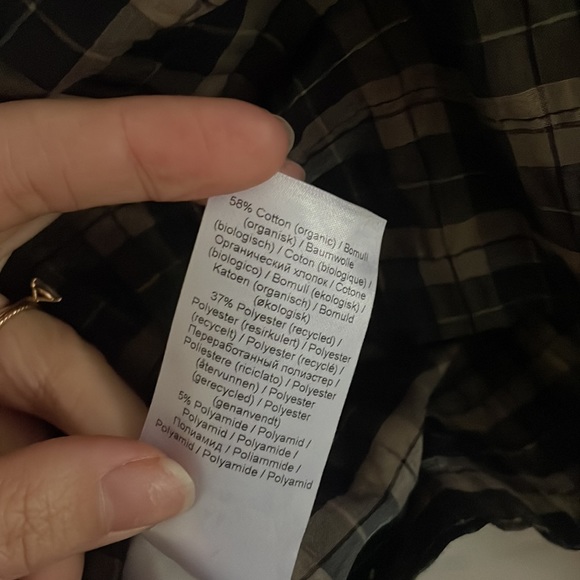 58% Cotton (organic) / Bomull
(organisk) / Baumwolle
(biologisch) / Coton (biologique) /
Органический хлопок / Cotone
(biologico) / Bomull (ekologisk) /
Katoen (organisch) / Bomuld
(økologisk)
37% Polyester (recycled) /
Polyester (resirkulert) / Polyester
(recycelt) / Polyester (recyclé) /
Переработанный полиэстер /
Poliestere (riciclato) / Polyester
(återvunnen) / Polyester
(gerecycled) / Polyester
(genanvendt)
5% Polyamide / Polyamid /
Polyamid / Polyamide /
Полиамид / Poliammide /
Polyamid / Polyamide / Polyamid